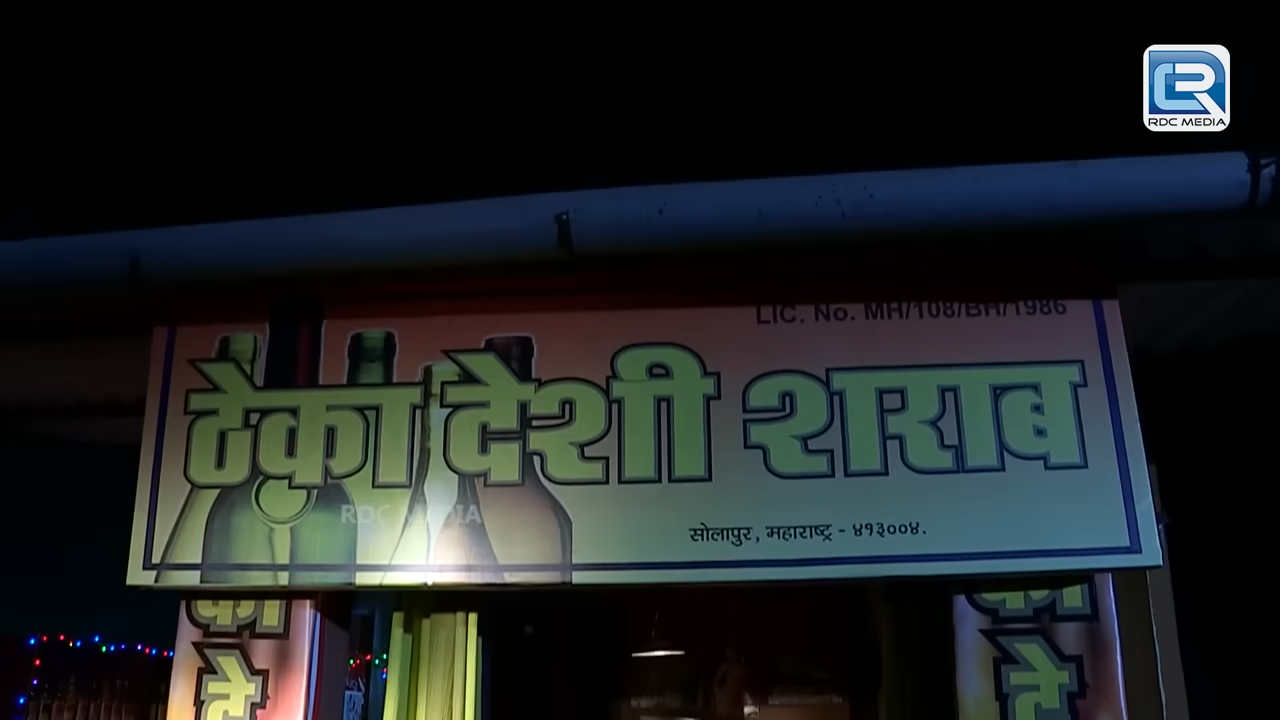 RDC MEDIA
LIC. No. MH/108/BH/1986
ठेका देशी शराब
RDC MEDIA
सोलापुर, महाराष्ट्र - ४१३००४.
का
दे
का
दे